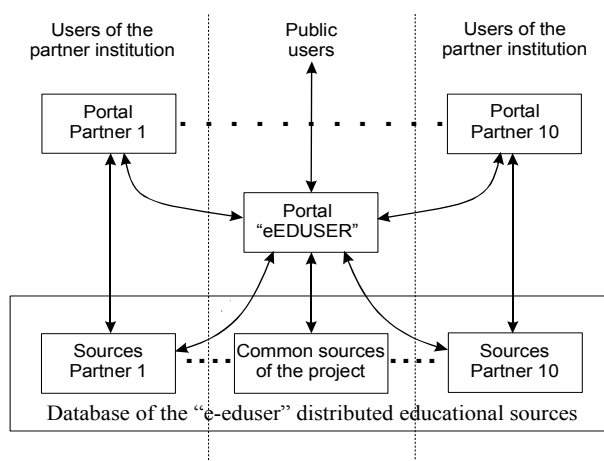 Users of the
partner institution
Public
users
Users of the
partner institution
Portal
Partner 1
Portal
Partner 10
Portal
“eEDUSER”
Sources
Partner 1
Common sources
of the project
Sources
Partner 10
Database of the “e-eduser” distributed educational sources